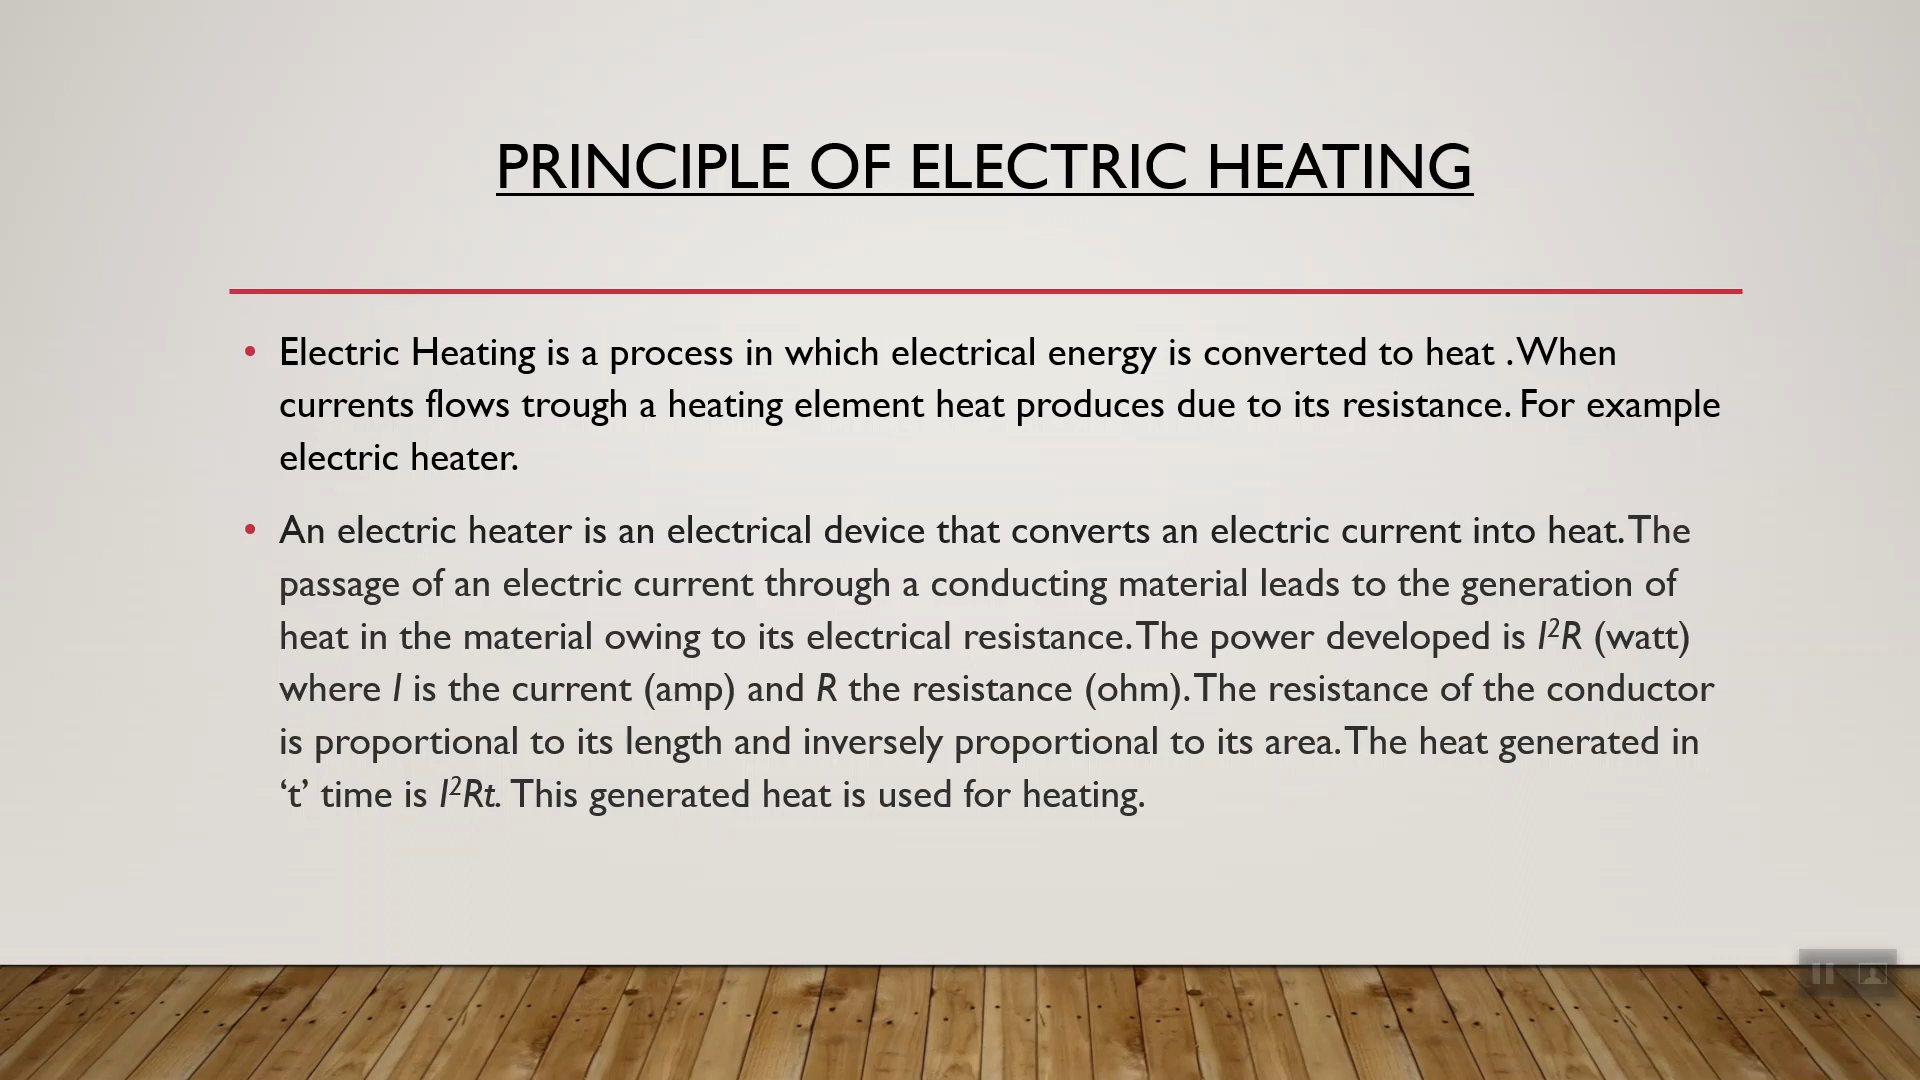 PRINCIPLE OF ELECTRIC HEATING
• Electric Heating is a process in which electrical energy is converted to heat . When
currents flows trough a heating element heat produces due to its resistance. For example
electric heater.
• An electric heater is an electrical device that converts an electric current into heat. The
passage of an electric current through a conducting material leads to the generation of
heat in the material owing to its electrical resistance. The power developed is I²R (watt)
where I is the current (amp) and R the resistance (ohm). The resistance of the conductor
is proportional to its length and inversely proportional to its area. The heat generated in
‘t’ time is I²Rt. This generated heat is used for heating.